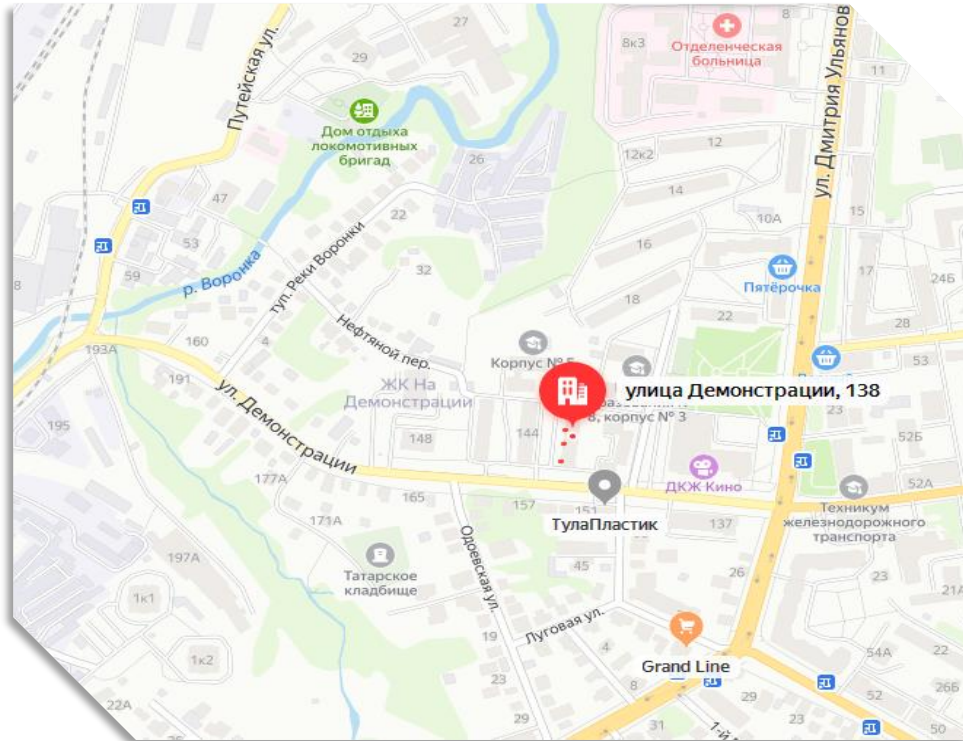 27
8к3
8
Отделенческая
больница
29
Путейская ул.
ул. Дмитрия Ульянов
11
Дом отдыха
локомотивных
бригад
26
12к2
12
14
47
22
10А
15
53
16
р. Воронка
туп. Реки Воронки
32
59
8
17
24Б
Пятёрочка
18
22
28
193А
160
4
Нефтяной пер.
Корпус №
53
191
ул. Демонстрации
ЖК На
Демонстрации
улица Демонстрации, 138
8, корпус № 3
195
148
144
52Б
177А
165
ДКЖ Кино
52А
157
151
171А
ТулаПластик
137
Техникум
железнодорожного
транспорта
197А
Одоевская ул.
Татарское
кладбище
45
26
23
1к1
21А
Луговая ул.
19
4
1к2
Grand Line
54А
22
23
8
22А
29
52
26Б
29
31
1-й
23
50